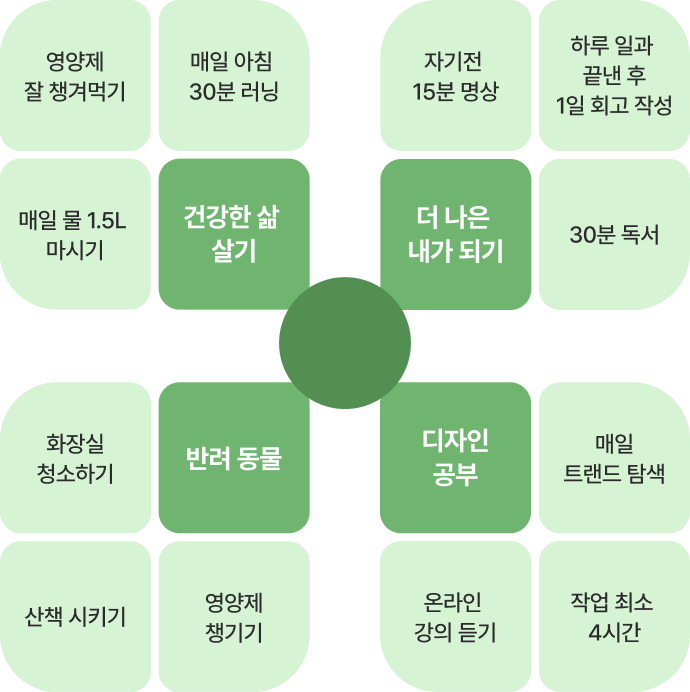 영양제
잘 챙겨먹기
매일 아침
30분 러닝
매일 물 1.5L
마시기
건강한 삶
살기
자기전
15분 명상
하루 일과
끝낸 후
1일 회고 작성
더 나은
내가 되기
30분 독서
화장실
청소하기
반려 동물
산책 시키기
영양제
챙기기
디자인
공부
매일
트랜드 탐색
온라인
강의 듣기
작업 최소
4시간